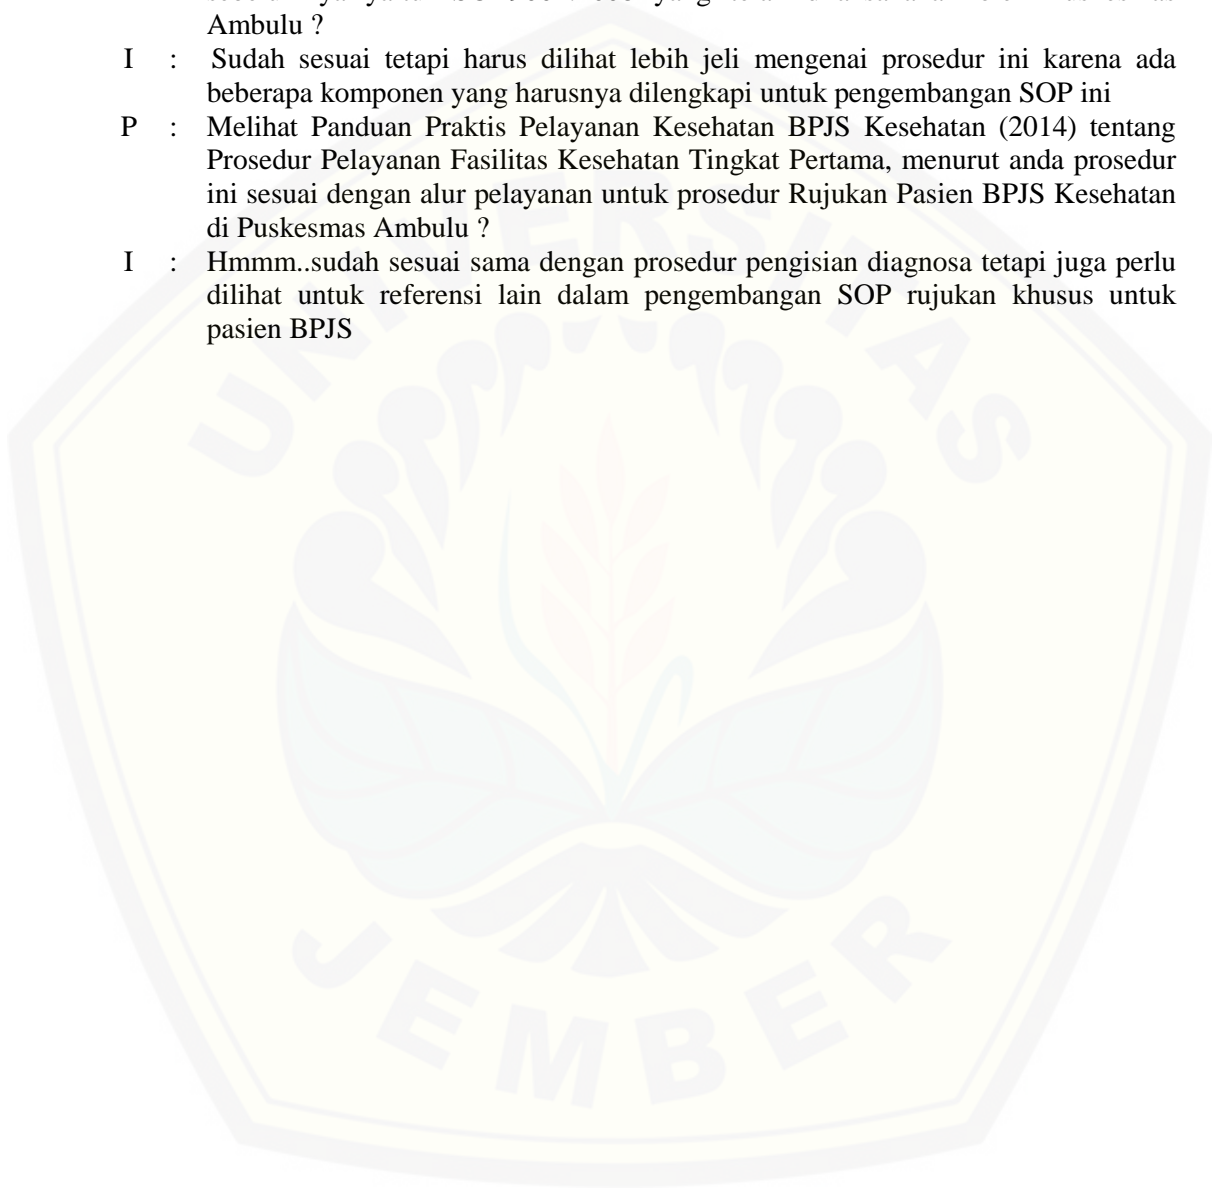 Ambulu ?
I : Sudah sesuai tetapi harus dilihat lebih jeli mengenai prosedur ini karena ada
beberapa komponen yang harusnya dilengkapi untuk pengembangan SOP ini
P : Melihat Panduan Praktis Pelayanan Kesehatan BPJS Kesehatan (2014) tentang
Prosedur Pelayanan Fasilitas Kesehatan Tingkat Pertama, menurut anda prosedur
ini sesuai dengan alur pelayanan untuk prosedur Rujukan Pasien BPJS Kesehatan
di Puskesmas Ambulu ?
I : Hmmm..sudah sesuai sama dengan prosedur pengisian diagnosa tetapi juga perlu
dilihat untuk referensi lain dalam pengembangan SOP rujukan khusus untuk
pasien BPJS
UNIVERSITAS
JEMBER